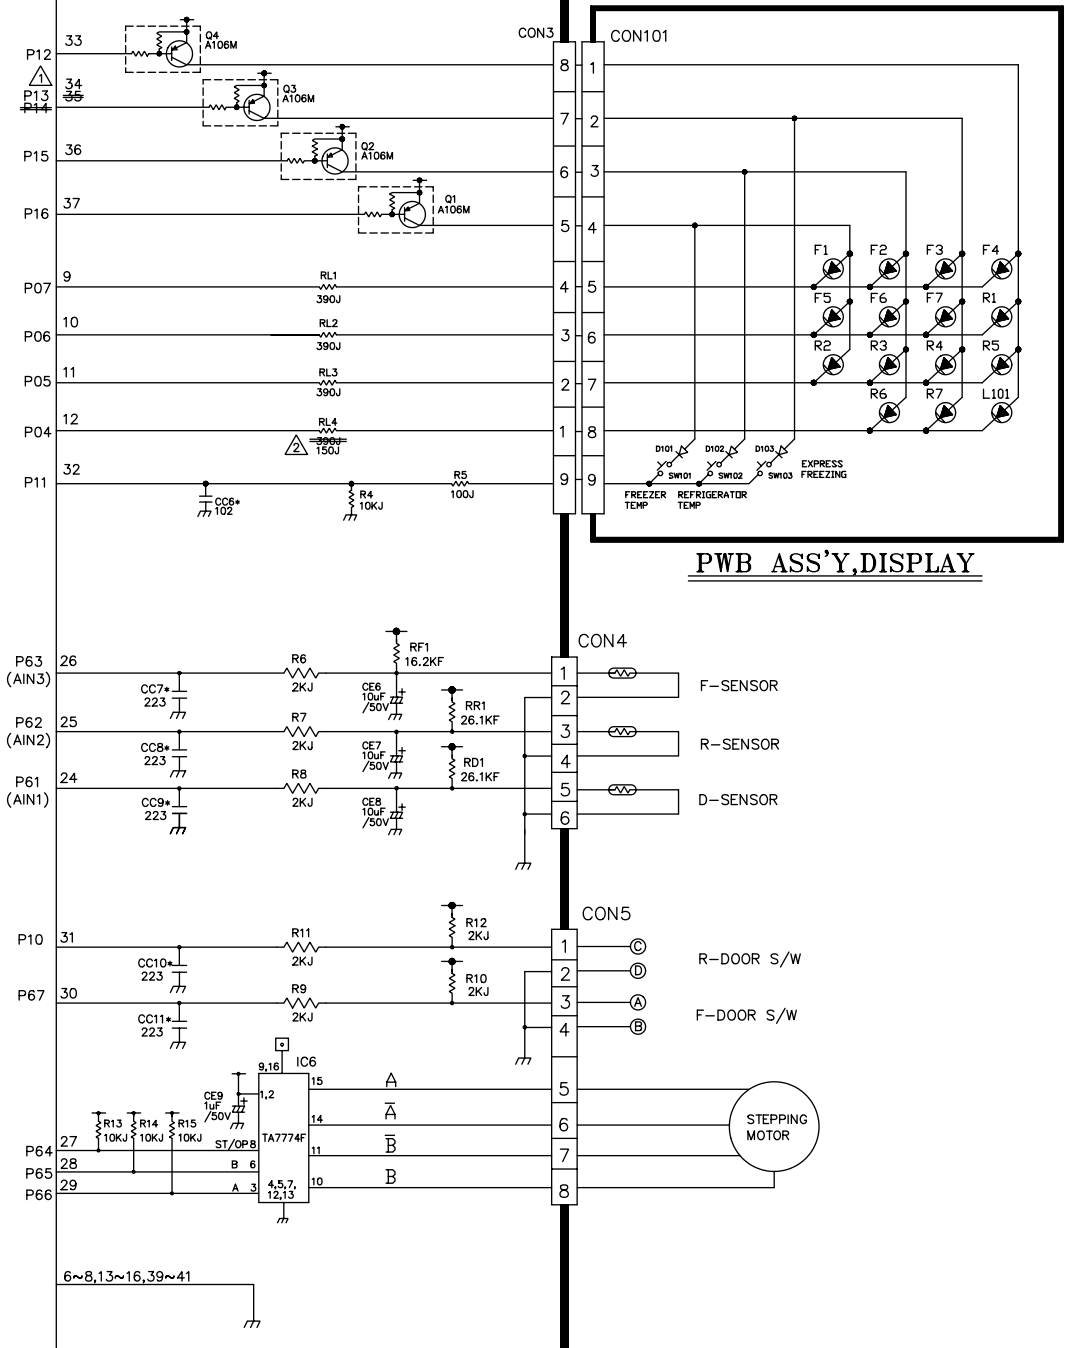 CON3
CON101
P12
33
Q4
A106M
8
1
1
P13
34
35
P14
Q3
A106M
7
2
P15
36
Q2
A106M
6
3
P16
37
Q1
A106M
5
4
F1
F2
F3
F4
P07
9
RL1
390J
4
5
F5
F6
F7
R1
P06
10
RL2
390J
3
6
R2
R3
R4
R5
P05
11
RL3
390J
2
7
R6
R7
L101
P04
12
RL4
390J
150J
2
1
8
D101
D102
D103
SW101
SW102
SW103
EXPRESS
FREEZING
P11
32
CC6*
102
R4
10KJ
R5
100J
9
9
FREEZER
TEMP
REFRIGERATOR
TEMP
PWB ASS'Y,DISPLAY
CON4
P63
(AIN3)
26
CC7*
223
R6
2KJ
RF1
16.2KF
CE6
10uF
/50V
+
1
2
F-SENSOR
P62
(AIN2)
25
CC8*
223
R7
2KJ
RR1
26.1KF
CE7
10uF
/50V
+
3
4
R-SENSOR
P61
(AIN1)
24
CC9*
223
R8
2KJ
RD1
26.1KF
CE8
10uF
/50V
+
5
6
D-SENSOR
CON5
P10
31
CC10*
223
R11
2KJ
R12
2KJ
1
C
2
D
R-DOOR S/W
P67
30
CC11*
223
R9
2KJ
R10
2KJ
3
A
4
B
F-DOOR S/W
9,16
IC6
CE9
1uF
/50V
+
1,2
15
A
5
14
A̅
6
TA7774F
11
B̅
7
10
B
8
STEPPING
MOTOR
R13
10KJ
R14
10KJ
R15
10KJ
P64
27
ST/OP
8
P65
28
B
6
P66
29
A
3
4,5,7,
12,13
6~8,13~16,39~41